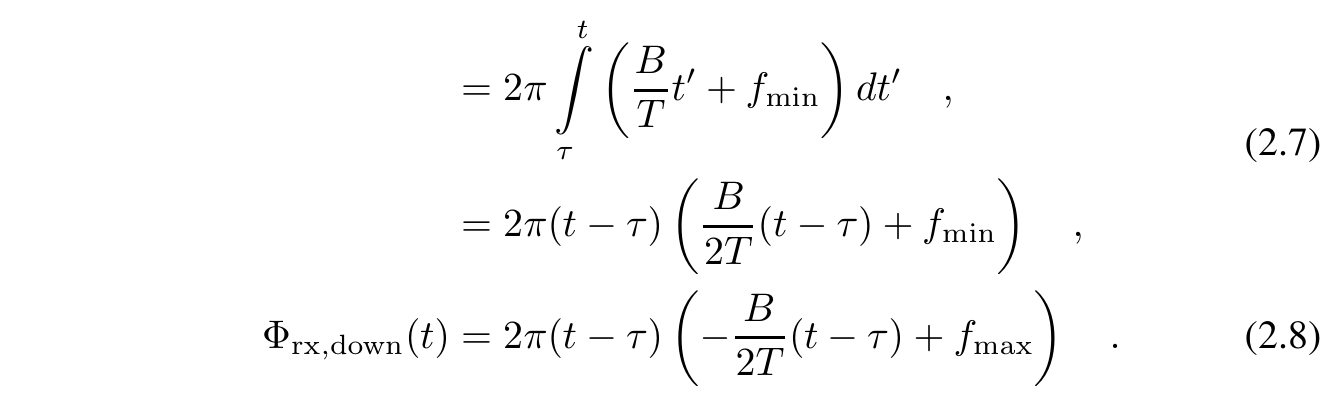 = 2π ∫_τ^t (B/T t′ + f_min) dt′ ,
(2.7)
= 2π(t − τ) (B/2T (t − τ) + f_min) ,
Φ_rx,down(t) = 2π(t − τ) (−B/2T (t − τ) + f_max) . (2.8)